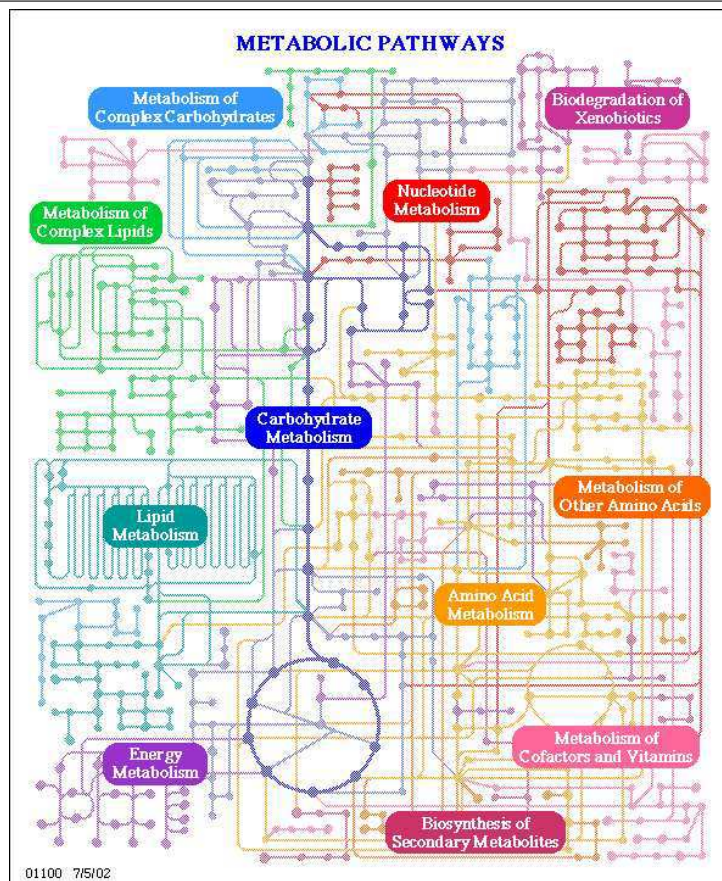 METABOLIC PATHWAYS
Metabolism of
Complex Carbohydrates
Biodegradation of
Xenobiotics
Nucleotide
Metabolism
Metabolism of
Complex Lipids
Carbohydrate
Metabolism
Metabolism of
Other Amino Acids
Lipid
Metabolism
Amino Acid
Metabolism
Metabolism of
Cofactors and Vitamins
Energy
Metabolism
Biosynthesis of
Secondary Metabolites
01100 7/5/02